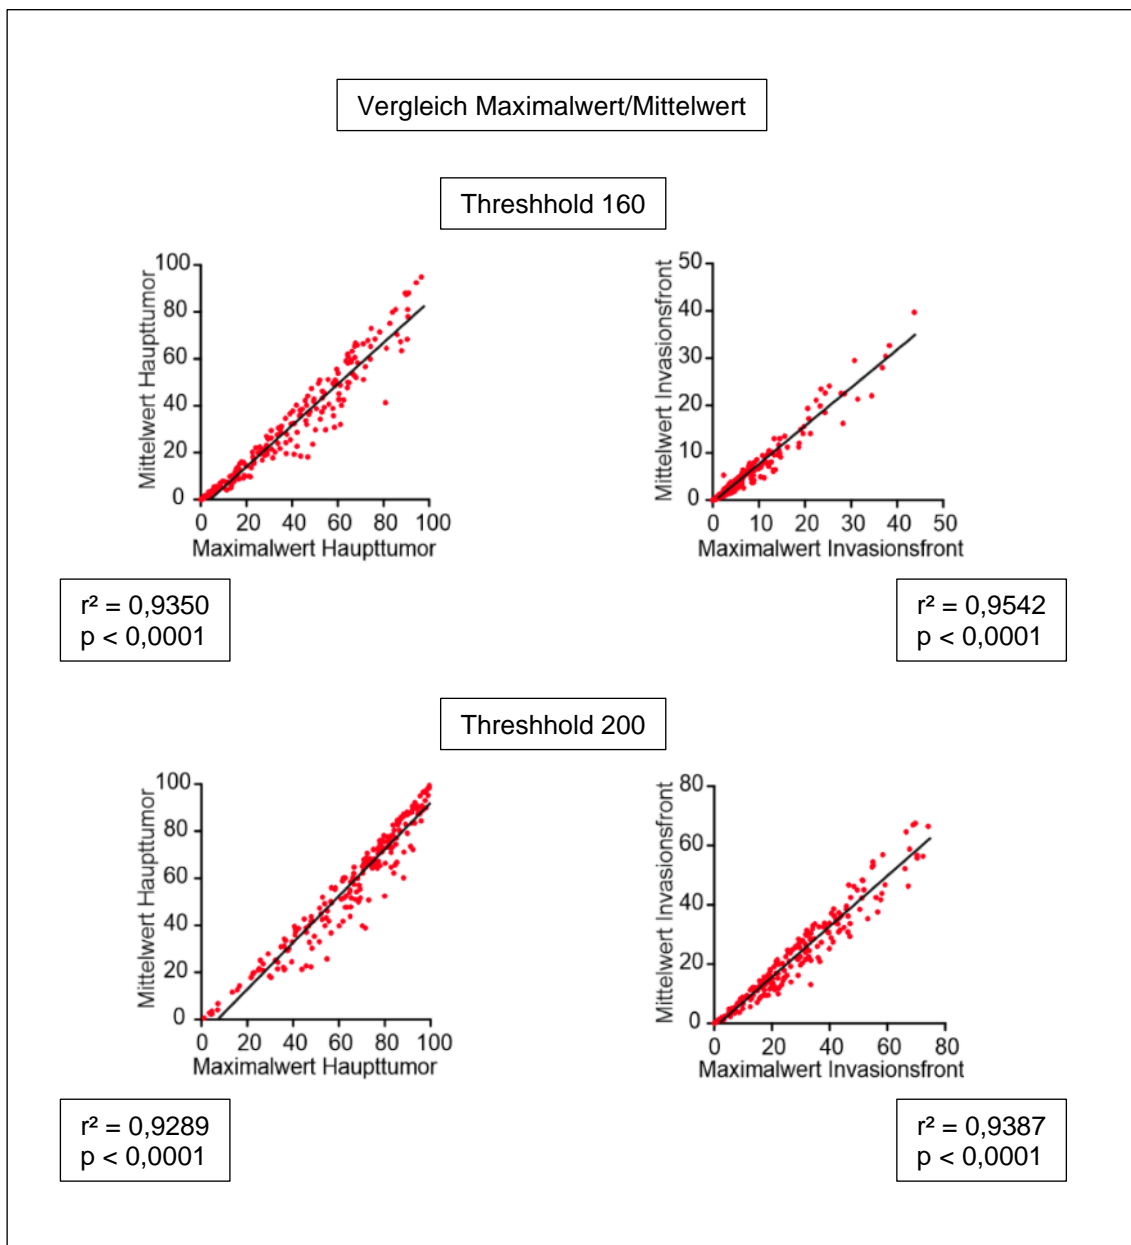 Vergleich Maximalwert/Mittelwert
Threshhold 160
Mittelwert Haupttumor
100
80
60
40
20
0
0 20 40 60 80 100
Maximalwert Haupttumor
Mittelwert Invasionsfront
50
40
30
20
10
0
0 10 20 30 40 50
Maximalwert Invasionsfront
r² = 0,9350
p < 0,0001
r² = 0,9542
p < 0,0001
Threshhold 200
Mittelwert Haupttumor
100
80
60
40
20
0
0 20 40 60 80 100
Maximalwert Haupttumor
Mittelwert Invasionsfront
80
60
40
20
0
0 20 40 60 80
Maximalwert Invasionsfront
r² = 0,9289
p < 0,0001
r² = 0,9387
p < 0,0001